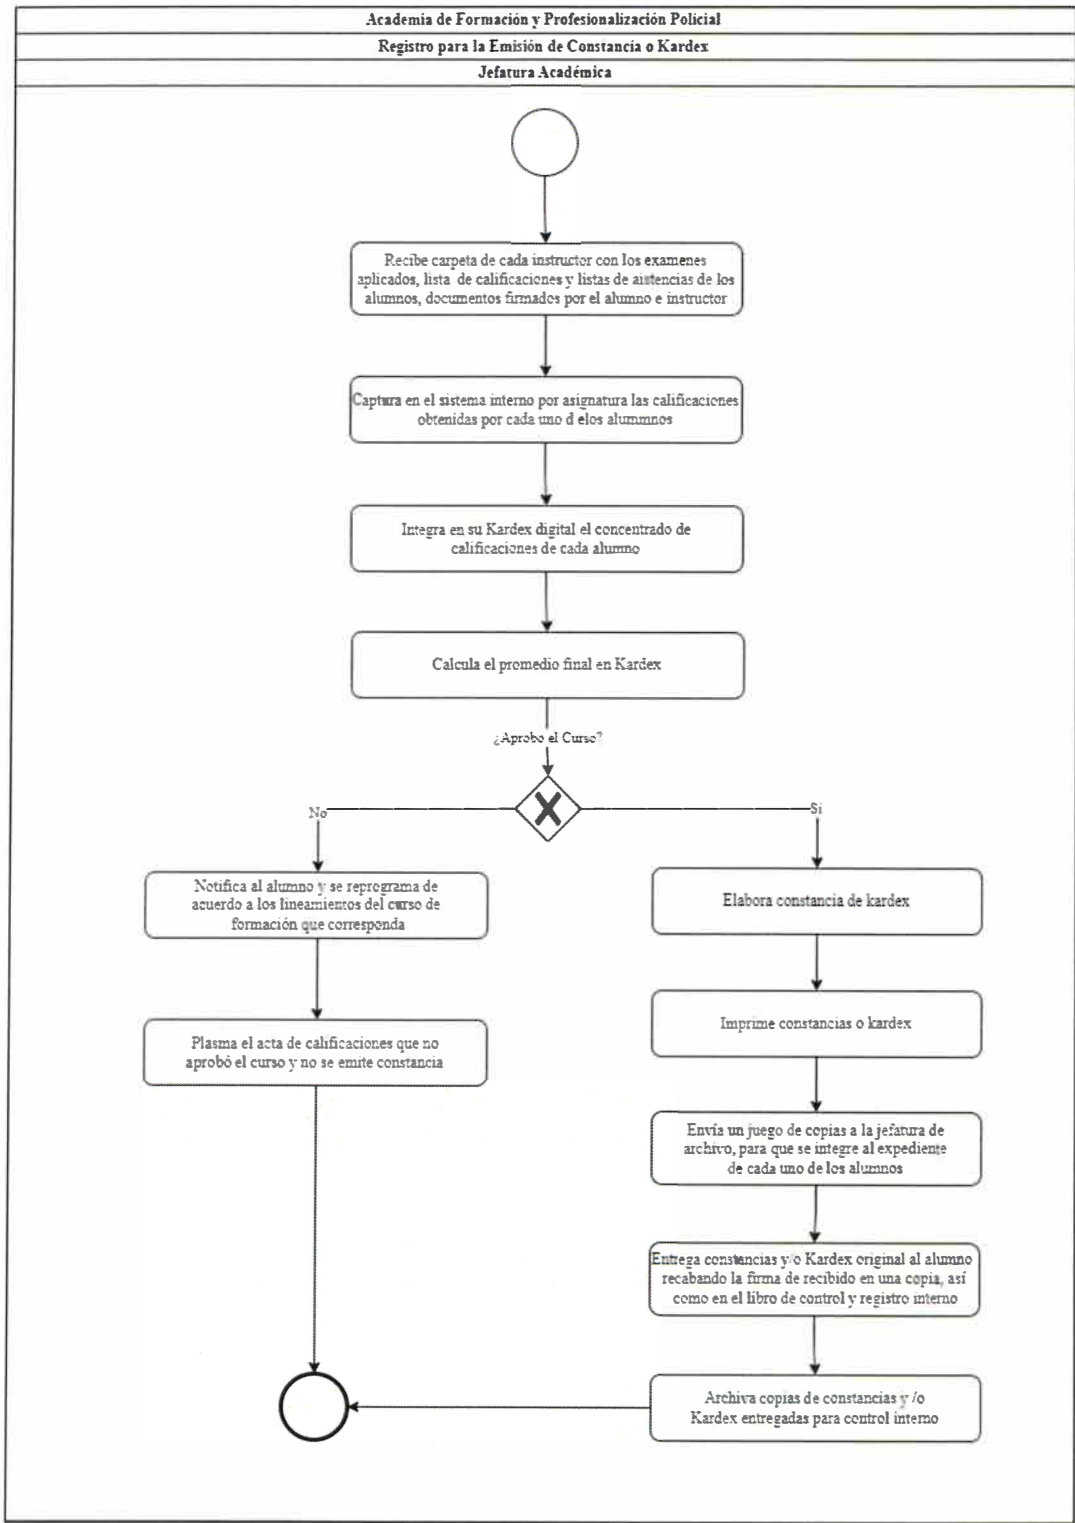 Academia de Formación y Profesionalización Policial
Registro para la Emisión de Constancia o Kardex
Jefatura Académica
Recibe carpeta de cada instructor con los examenes
aplicados, lista de calificaciones y listas de aistencias de los
alumnos, documentos firmados por el alumno e instructor
Captura en el sistema interno por asignatura las calificaciones
obtenidas por cada uno d elos alummnos
Integra en su Kardex digital el concentrado de
calificaciones de cada alumno
Calcula el promedio final en Kardex
¿Aprobo el Curso?
No
Si
Notifica al alumno y se reprograma de
acuerdo a los lineamientos del curso de
formación que corresponda
Plasma el acta de calificaciones que no
aprobó el curso y no se emite constancia
Elabora constancia de kardex
Imprime constancias o kardex
Envía un juego de copias a la jefatura de
archivo, para que se integre al expediente
de cada uno de los alumnos
Entrega constancias y/o Kardex original al alumno
recabando la firma de recibido en una copia, así
como en el libro de control y registro interno
Archiva copias de constancias y /o
Kardex entregadas para control interno